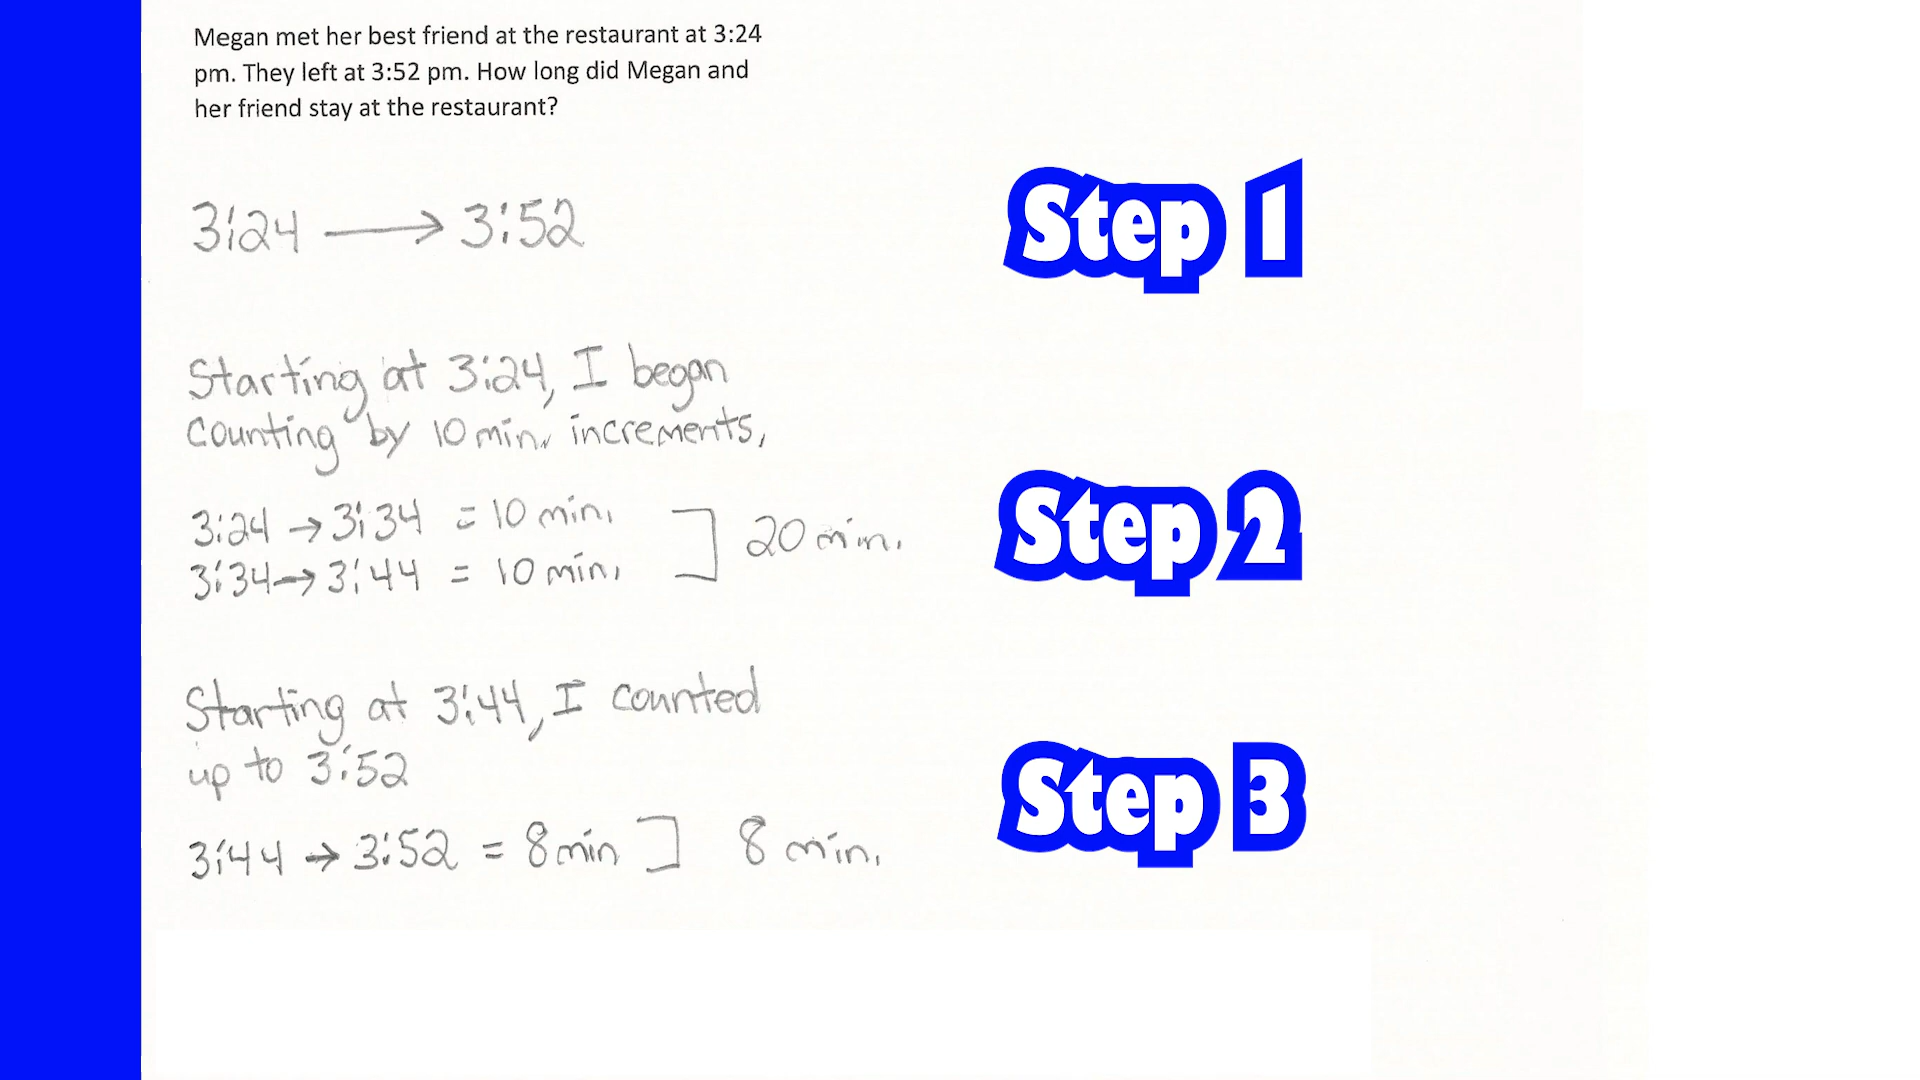 Megan met her best friend at the restaurant at 3:24
pm. They left at 3:52 pm. How long did Megan and
her friend stay at the restaurant?
3:24 → 3:52
Step 1
Starting at 3:24, I began
counting by 10 min. increments,
3:24 → 3:34 = 10 min.
3:34 → 3:44 = 10 min.
] 20 min.
Step 2
Starting at 3:44, I counted
up to 3:52
3:44 → 3:52 = 8 min ] 8 min.
Step 3